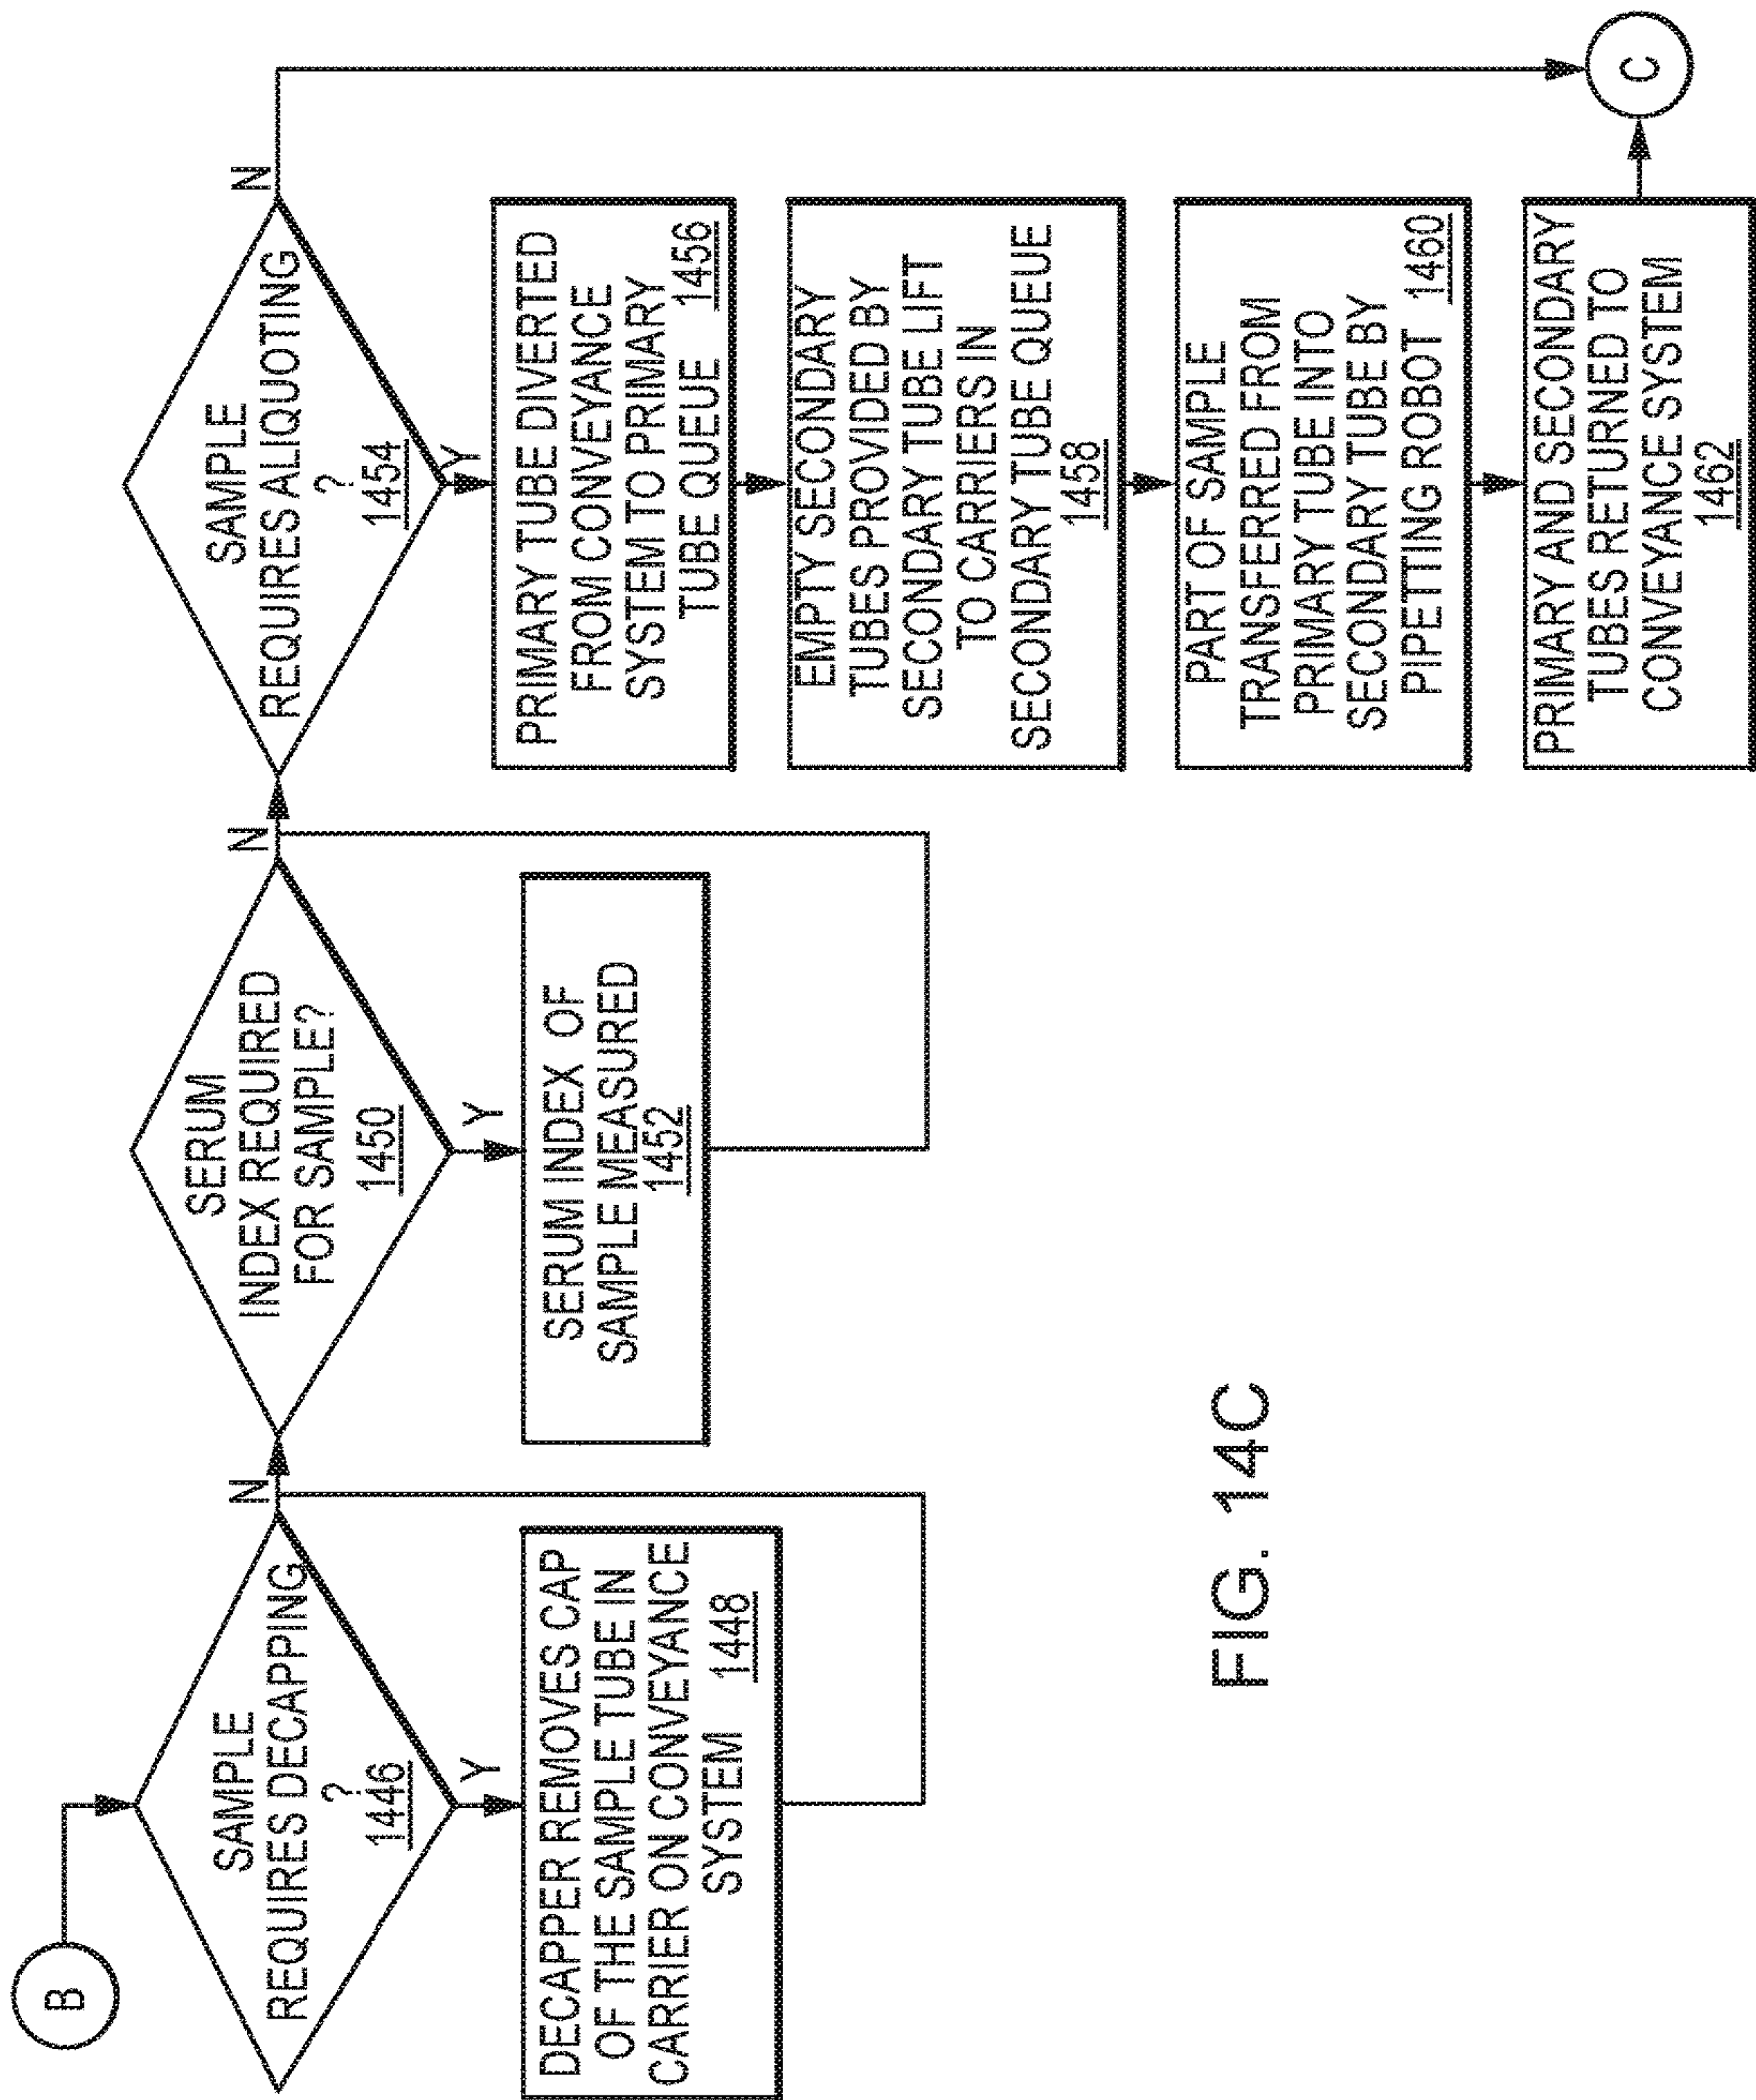 B
SAMPLE
REQUIRES DECAPPING
?
1446
Y
N
DECAPPER REMOVES CAP
OF THE SAMPLE TUBE IN
CARRIER ON CONVEYANCE
SYSTEM 1448
SERUM
INDEX REQUIRED
FOR SAMPLE?
1450
Y
N
SERUM INDEX OF
SAMPLE MEASURED
1452
SAMPLE
REQUIRES ALIQUOTING
?
1454
Y
N
PRIMARY TUBE DIVERTED
FROM CONVEYANCE
SYSTEM TO PRIMARY
TUBE QUEUE 1456
EMPTY SECONDARY
TUBES PROVIDED BY
SECONDARY TUBE LIFT
TO CARRIERS IN
SECONDARY TUBE QUEUE
1458
PART OF SAMPLE
TRANSFERRED FROM
PRIMARY TUBE INTO
SECONDARY TUBE BY
PIPETTING ROBOT 1460
PRIMARY AND SECONDARY
TUBES RETURNED TO
CONVEYANCE SYSTEM
1462
C
FIG. 14C